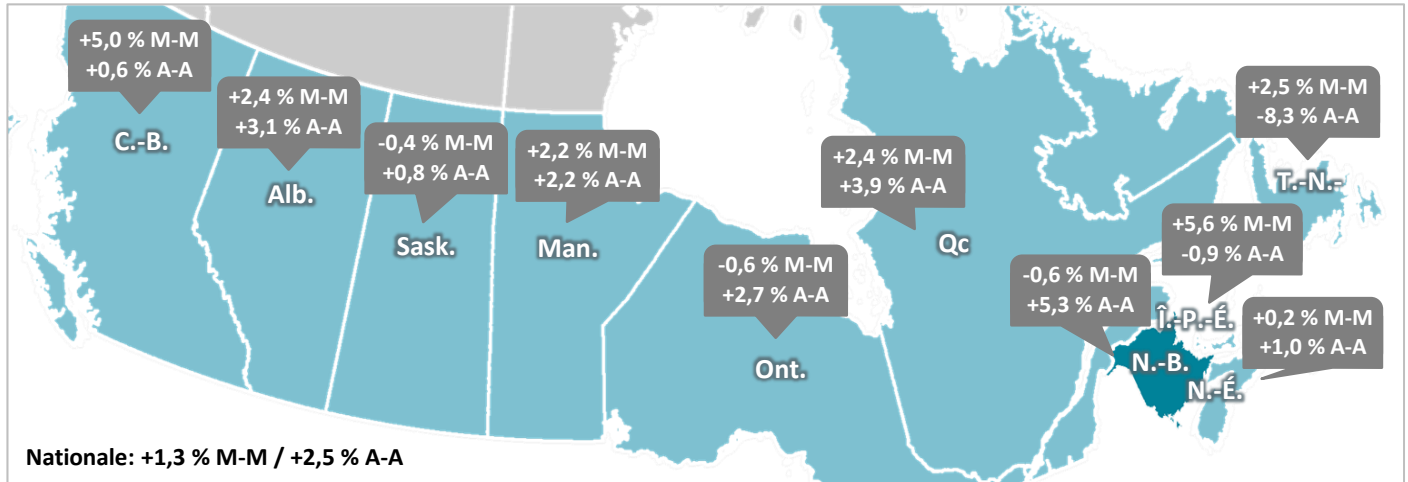 +5,0 % M-M
+0,6 % A-A
C.-B.
+2,4 % M-M
+3,1 % A-A
Alb.
-0,4 % M-M
+0,8 % A-A
Sask.
+2,2 % M-M
+2,2 % A-A
Man.
-0,6 % M-M
+2,7 % A-A
Ont.
+2,4 % M-M
+3,9 % A-A
Qc
+2,5 % M-M
-8,3 % A-A
T.-N.-
+5,6 % M-M
-0,9 % A-A
Î.-P.-É.
-0,6 % M-M
+5,3 % A-A
N.-B.
+0,2 % M-M
+1,0 % A-A
N.-É.
Nationale: +1,3 % M-M / +2,5 % A-A